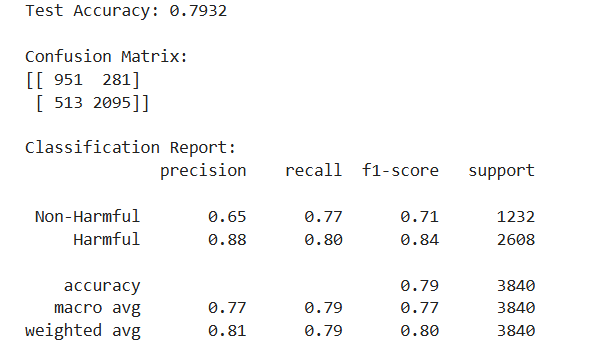 Test Accuracy: 0.7932
Confusion Matrix:
[[ 951  281]
 [ 513 2095]]
Classification Report:
precision recall f1-score support
Non-Harmful 0.65 0.77 0.71 1232
Harmful 0.88 0.80 0.84 2608
accuracy 0.79 3840
macro avg 0.77 0.79 0.77 3840
weighted avg 0.81 0.79 0.80 3840